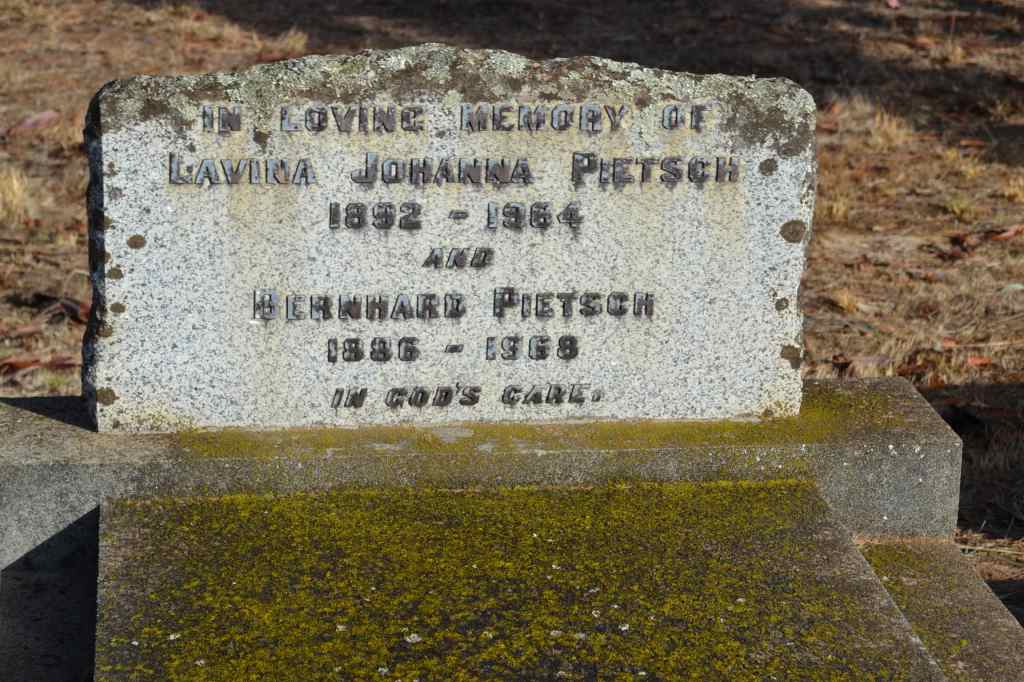 IN LOVING MEMORY OF
LAVINA JOHANNA PIETSCH
1892 - 1964
AND
BERNHARD PIETSCH
1886 - 1968
IN GOD'S CARE.